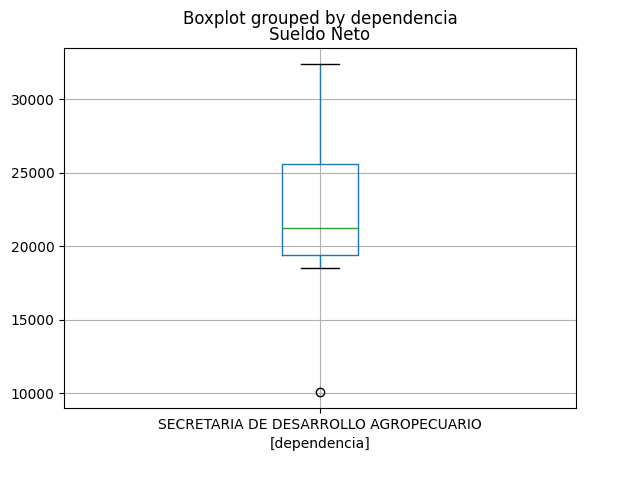 Boxplot grouped by dependencia
Sueldo Neto
30000
25000
20000
15000
10000
SECRETARIA DE DESARROLLO AGROPECUARIO
[dependencia]